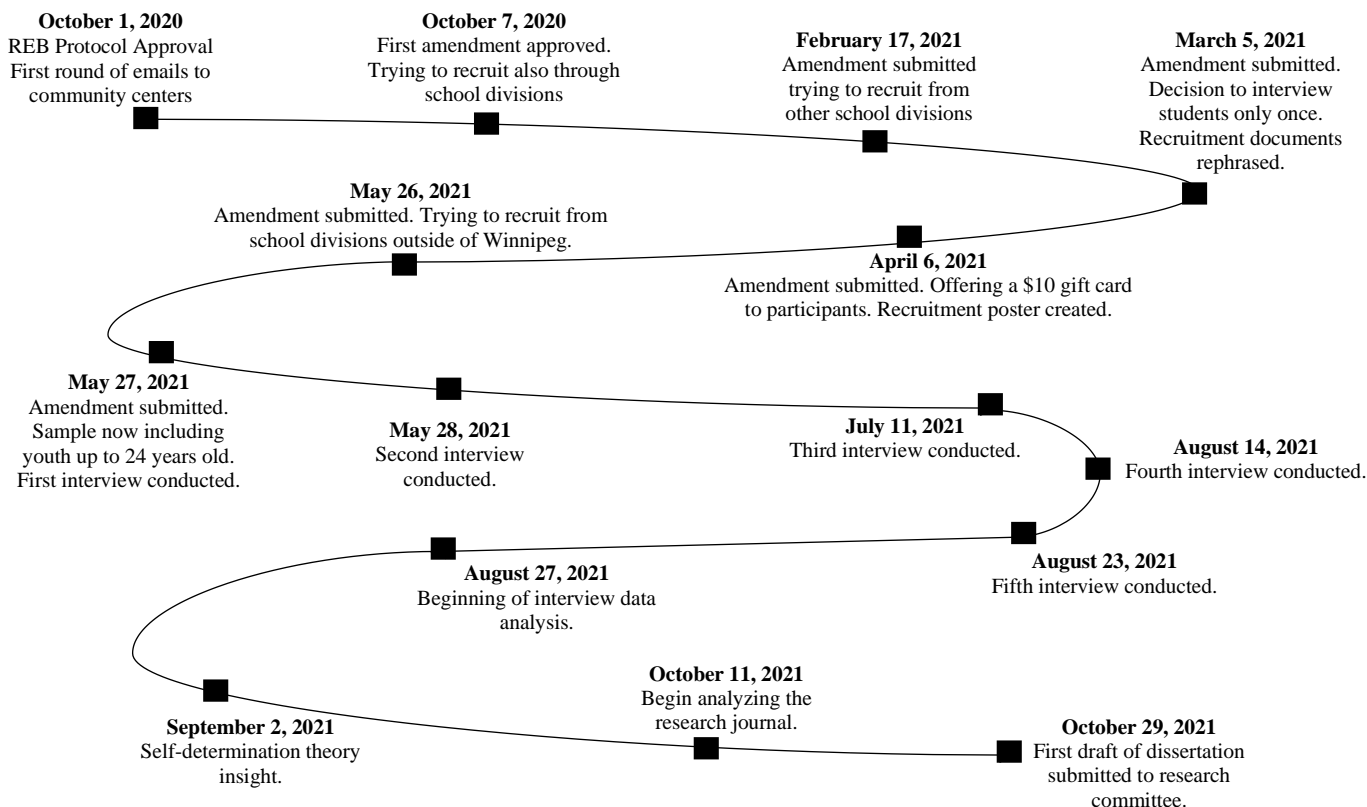 October 1, 2020
REB Protocol Approval
First round of emails to
community centers
October 7, 2020
First amendment approved.
Trying to recruit also through
school divisions
February 17, 2021
Amendment submitted
trying to recruit from
other school divisions
March 5, 2021
Amendment submitted.
Decision to interview
students only once.
Recruitment documents
rephrased.
April 6, 2021
Amendment submitted. Offering a $10 gift card
to participants. Recruitment poster created.
May 26, 2021
Amendment submitted. Trying to recruit from
school divisions outside of Winnipeg.
May 27, 2021
Amendment submitted.
Sample now including
youth up to 24 years old.
First interview conducted.
May 28, 2021
Second interview
conducted.
July 11, 2021
Third interview conducted.
August 14, 2021
Fourth interview conducted.
August 23, 2021
Fifth interview conducted.
August 27, 2021
Beginning of interview data
analysis.
September 2, 2021
Self-determination theory
insight.
October 11, 2021
Begin analyzing the
research journal.
October 29, 2021
First draft of dissertation
submitted to research
committee.